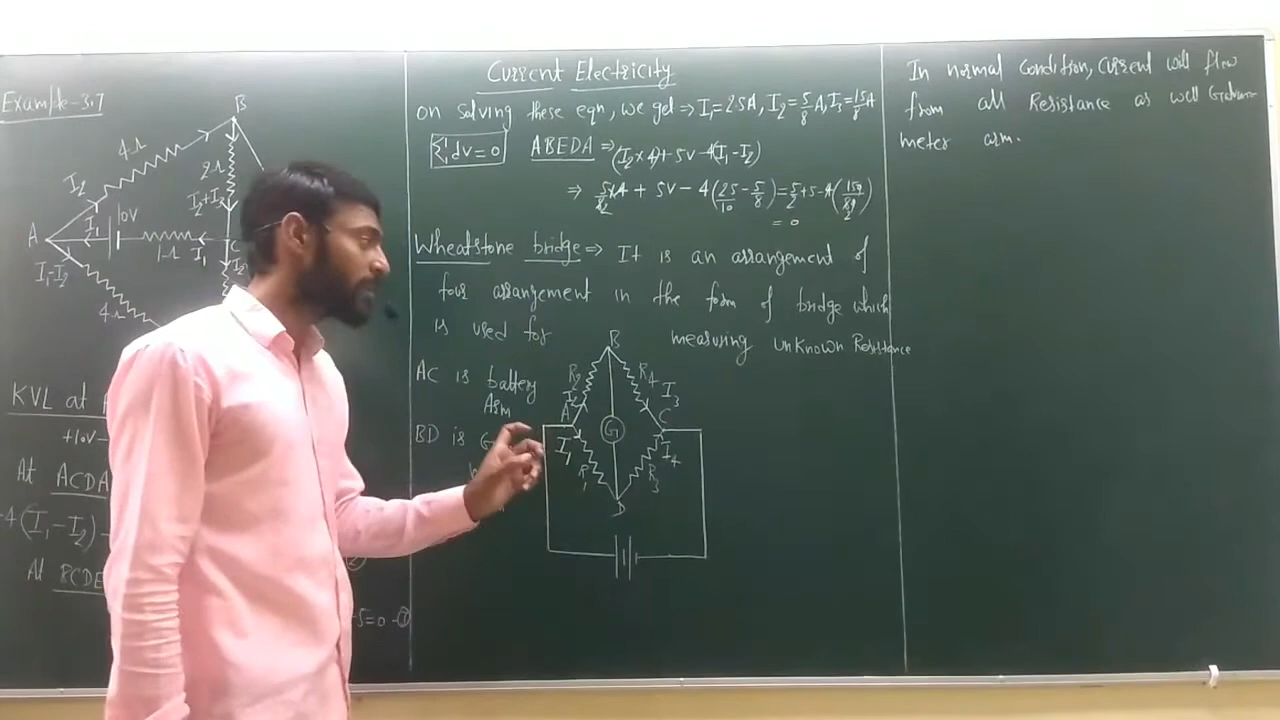 Example-3.7
B
4Ω
2Ω
I2
I2+I3
10V
I1
A
C
1Ω
I1
I1-I2
4Ω
KVL at
+10V-
At ACDA
-4(I1-I2)-
At BCDE
-5=0-①
Current Electricity
on solving these eqn, we get ⇒ I1=2.5A, I2=5/8A, I3=15/8A
Σdv=0 ABEDA ⇒ (I2×4)+5V-4(I1-I2)
⇒ 5/8×4 + 5V - 4(25/10-5/8)=5/2+5-4(15/8)
=0
Wheatstone bridge ⇒ It is an arrangement of
four arrangement in the form of bridge which
is used for measuring unknown Resistance
AC is battery
Arm
BD is G
B
R2
R4
I2
I3
A
G
C
I1
I4
R1
R3
D
In normal Condition, Current will flow
from all Resistance as well Galvano-
meter arm.